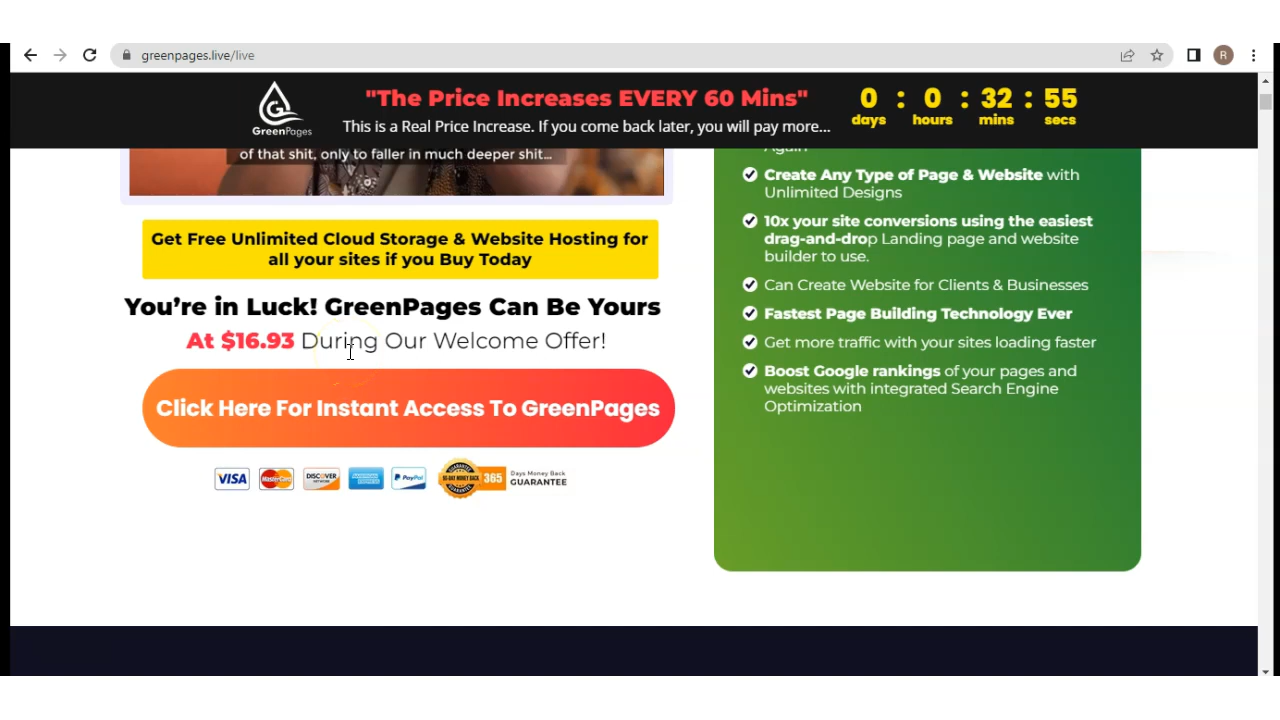 greenpages.live/live
R
G
GreenPages
"The Price Increases EVERY 60 Mins"
This is a Real Price Increase. If you come back later, you will pay more...
0 : 0 : 32 : 55
days hours mins secs
of that shit, only to faller in much deeper shit...
Get Free Unlimited Cloud Storage & Website Hosting for
all your sites if you Buy Today
You're in Luck! GreenPages Can Be Yours
At $16.93 During Our Welcome Offer!
Click Here For Instant Access To GreenPages
VISA MasterCard DISCOVER PayPal 365 Days Money Back
GUARANTEE
Again
Create Any Type of Page & Website with
Unlimited Designs
10x your site conversions using the easiest
drag-and-drop Landing page and website
builder to use.
Can Create Website for Clients & Businesses
Fastest Page Building Technology Ever
Get more traffic with your sites loading faster
Boost Google rankings of your pages and
websites with integrated Search Engine
Optimization